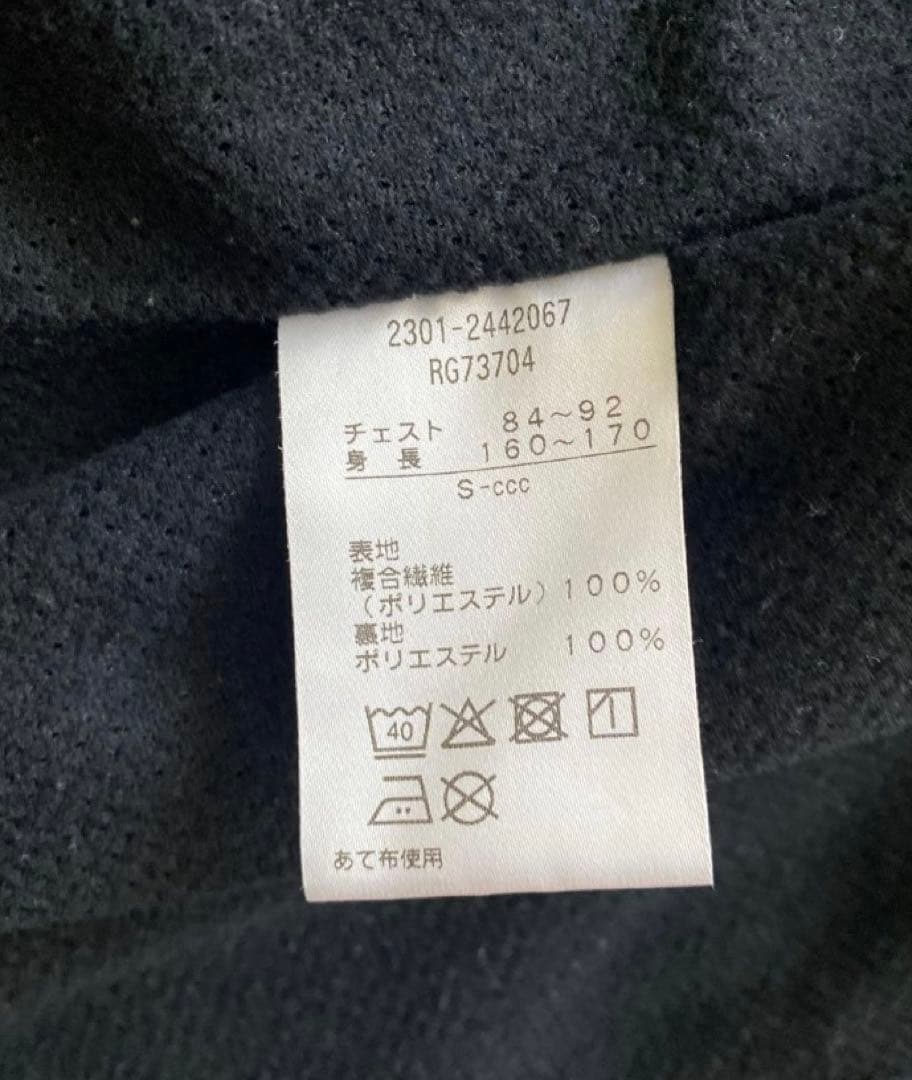 2301-2442067
RG73704
チェスト 84～92
身長 160～170
S-ccc
表地
複合繊維
（ポリエステル）100%
裏地
ポリエステル 100%
40
あて布使用